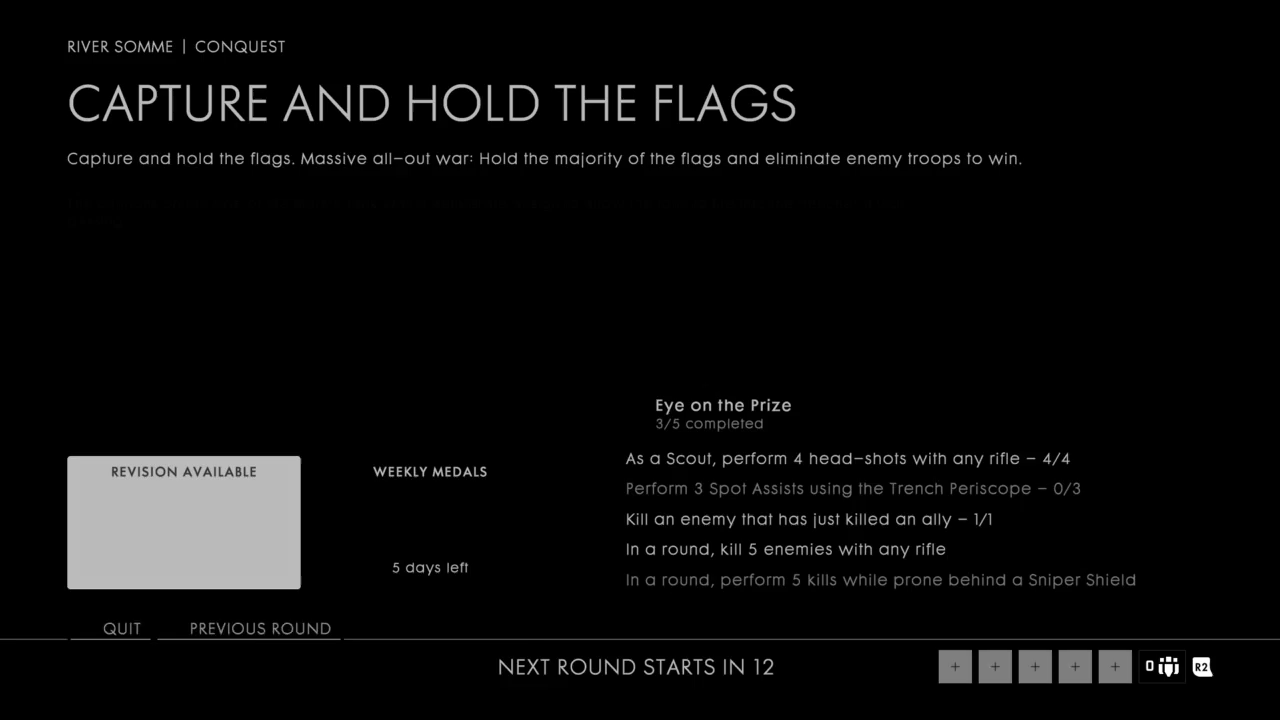 RIVER SOMME | CONQUEST
CAPTURE AND HOLD THE FLAGS
Capture and hold the flags. Massive all-out war: Hold the majority of the flags and eliminate enemy troops to win.
Eye on the Prize
3/5 completed
REVISION AVAILABLE
WEEKLY MEDALS
5 days left
As a Scout, perform 4 head-shots with any rifle - 4/4
Perform 3 Spot Assists using the Trench Periscope - 0/3
Kill an enemy that has just killed an ally - 1/1
In a round, kill 5 enemies with any rifle
In a round, perform 5 kills while prone behind a Sniper Shield
QUIT
PREVIOUS ROUND
NEXT ROUND STARTS IN 12
+ + + + +
0
R2